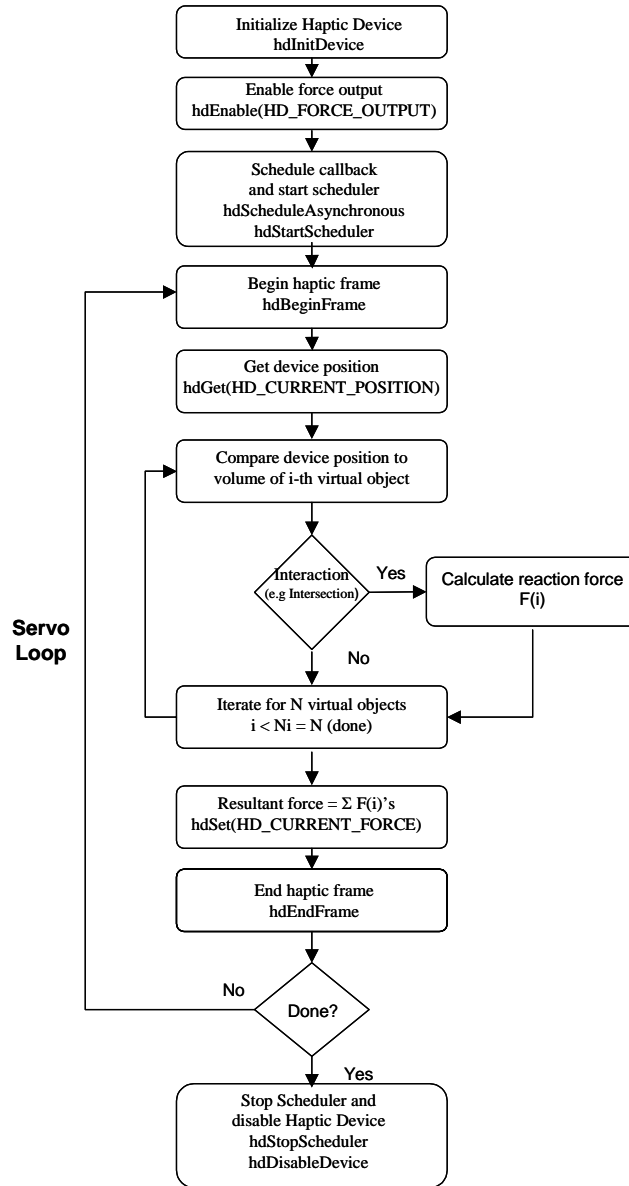 Initialize Haptic Device
hdInitDevice
Enable force output
hdEnable(HD_FORCE_OUTPUT)
Schedule callback
and start scheduler
hdScheduleAsynchronous
hdStartScheduler
Begin haptic frame
hdBeginFrame
Get device position
hdGet(HD_CURRENT_POSITION)
Compare device position to
volume of i-th virtual object
Interaction
(e.g Intersection)
Yes
Calculate reaction force
F(i)
No
Servo
Loop
Iterate for N virtual objects
i < Ni = N (done)
Resultant force = Σ F(i)’s
hdSet(HD_CURRENT_FORCE)
End haptic frame
hdEndFrame
No
Done?
Yes
Stop Scheduler and
disable Haptic Device
hdStopScheduler
hdDisableDevice